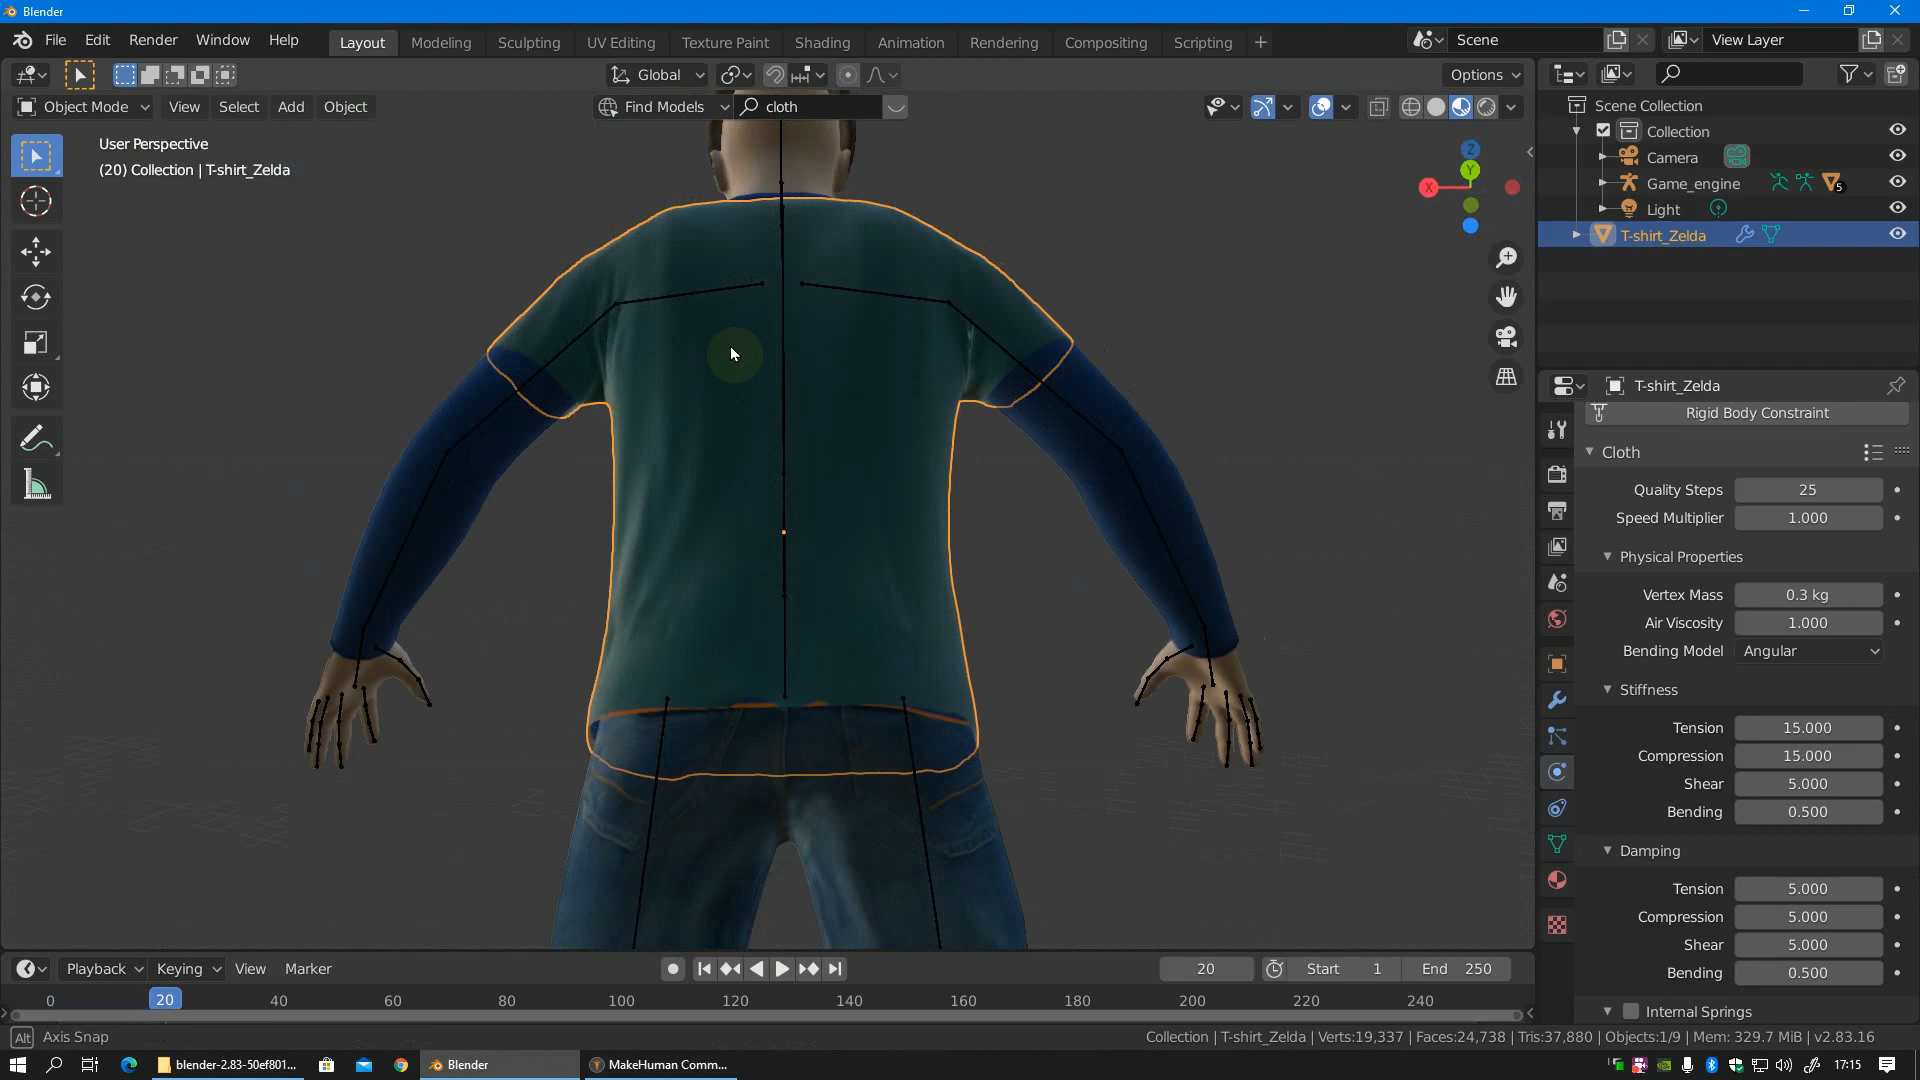 Blender
File Edit Render Window Help Layout Modeling Sculpting UV Editing Texture Paint Shading Animation Rendering Compositing Scripting Scene View Layer
Global Options
Object Mode View Select Add Object Find Models cloth
User Perspective
(20) Collection | T-shirt_Zelda
Z
Y
X
Scene Collection
Collection
Camera
Game_engine 5
Light
T-shirt_Zelda
T-shirt_Zelda
Rigid Body Constraint
Cloth
Quality Steps 25
Speed Multiplier 1.000
Physical Properties
Vertex Mass 0.3 kg
Air Viscosity 1.000
Bending Model Angular
Stiffness
Tension 15.000
Compression 15.000
Shear 5.000
Bending 0.500
Damping
Tension 5.000
Compression 5.000
Shear 5.000
Bending 0.500
Internal Springs
Playback Keying View Marker 20 Start 1 End 250
0 20 40 60 80 100 120 140 160 180 200 220 240
Alt Axis Snap Collection | T-shirt_Zelda | Verts:19,337 | Faces:24,738 | Tris:37,880 | Objects:1/9 | Mem: 329.7 MiB | v2.83.16
blender-2.83-50ef801... Blender MakeHuman Comm... 17:15